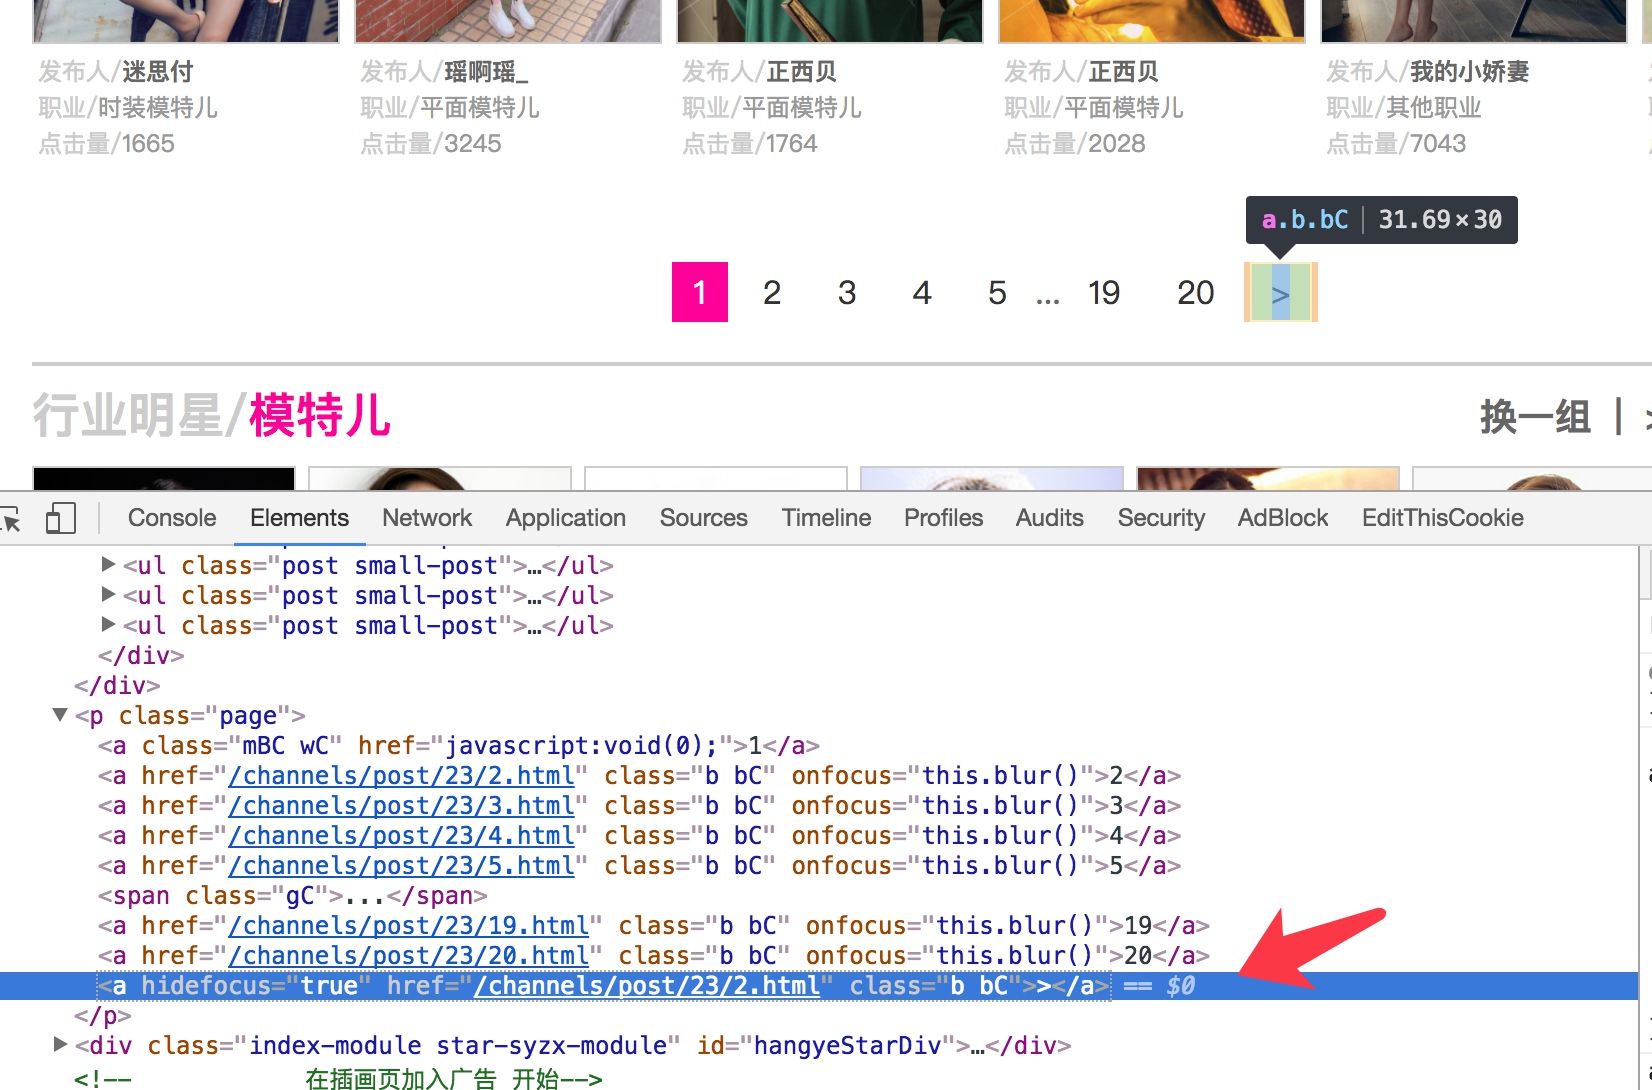 发布人/迷思付 发布人/瑶啊瑶_ 发布人/正西贝 发布人/正西贝 发布人/我的小娇妻
职业/时装模特儿 职业/平面模特儿 职业/平面模特儿 职业/平面模特儿 职业/其他职业
点击量/1665 点击量/3245 点击量/1764 点击量/2028 点击量/7043
a.b.bC | 31.69×30
1 2 3 4 5 ... 19 20 >
行业明星/模特儿 换一组 | >
Console Elements Network Application Sources Timeline Profiles Audits Security AdBlock EditThisCookie
▶<ul class="post small-post">…</ul>
▶<ul class="post small-post">…</ul>
▶<ul class="post small-post">…</ul>
</div>
</div>
▼<p class="page">
<a class="mBC wC" href="javascript:void(0);">1</a>
<a href="/channels/post/23/2.html" class="b bC" onfocus="this.blur()">2</a>
<a href="/channels/post/23/3.html" class="b bC" onfocus="this.blur()">3</a>
<a href="/channels/post/23/4.html" class="b bC" onfocus="this.blur()">4</a>
<a href="/channels/post/23/5.html" class="b bC" onfocus="this.blur()">5</a>
<span class="gC">...</span>
<a href="/channels/post/23/19.html" class="b bC" onfocus="this.blur()">19</a>
<a href="/channels/post/23/20.html" class="b bC" onfocus="this.blur()">20</a>
<a hidefocus="true" href="/channels/post/23/2.html" class="b bC">></a> == $0
</p>
▶<div class="index-module star-syzx-module" id="hangyeStarDiv">…</div>
<!-- 在插画页加入广告 开始-->